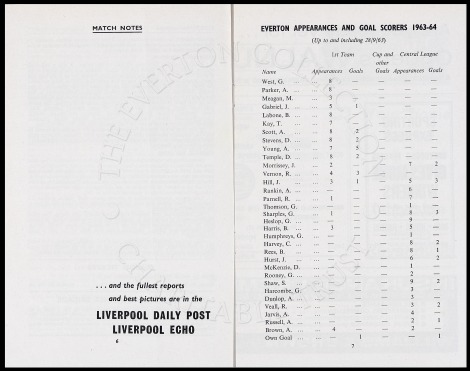 MATCH NOTES
. . . and the fullest reports
and best pictures are in the
LIVERPOOL DAILY POST
LIVERPOOL ECHO
6
EVERTON APPEARANCES AND GOAL SCORERS 1963-64
(Up to and including 28/9/63)
1st Team Cup and other Central League
Name Appearances Goals Goals Appearances Goals
West, G. ... ... 8 — — — —
Parker, A. ... ... 8 — — — —
Meagan, M. ... 3 — — — —
Gabriel, J. ... ... 5 1 — — —
Labone, B. ... ... 8 — — — —
Kay, T. ... ... 7 — — — —
Scott, A. ... ... 8 2 — — —
Stevens, D. ... ... 8 2 — — —
Young, A. ... ... 7 5 — — —
Temple, D. ... ... 8 2 — — —
Morrissey, J. ... 2 — — 7 2
Vernon, R. ... ... 4 3 — — —
Hill, J. ... ... 3 1 — 5 3
Rankin, A. ... ... — — — 6 —
Parnell, R. ... ... 1 — — 7 —
Thomson, G. ... — — — 1 —
Sharples, G. ... ... 1 — — 8 3
Heslop, G. ... ... — — — 9 —
Harris, B. ... ... 3 — — 5 —
Humphreys, G. ... — — — 1 —
Harvey, C. ... ... — — — 8 2
Rees, B. ... ... — — — 8 1
Hurst, J. ... ... — — — 6 2
McKenzie, D. ... — — — 1 —
Rooney, G. ... ... — — — 2 —
Shaw, S. ... ... — — — 9 2
Harcombe, G. ... — — — 3 —
Dunlop, A. ... ... — — — 3 —
Veall, R. ... ... — — — 3 2
Jarvis, A. ... ... — — — 4 —
Russell, A. ... ... — — — 2 1
Brown, A. ... ... 4 — — 2 —
Own Goal ... ... — 1 — — 1
7
THE EVERTON COLLECTION
CHARITABLE TRUST